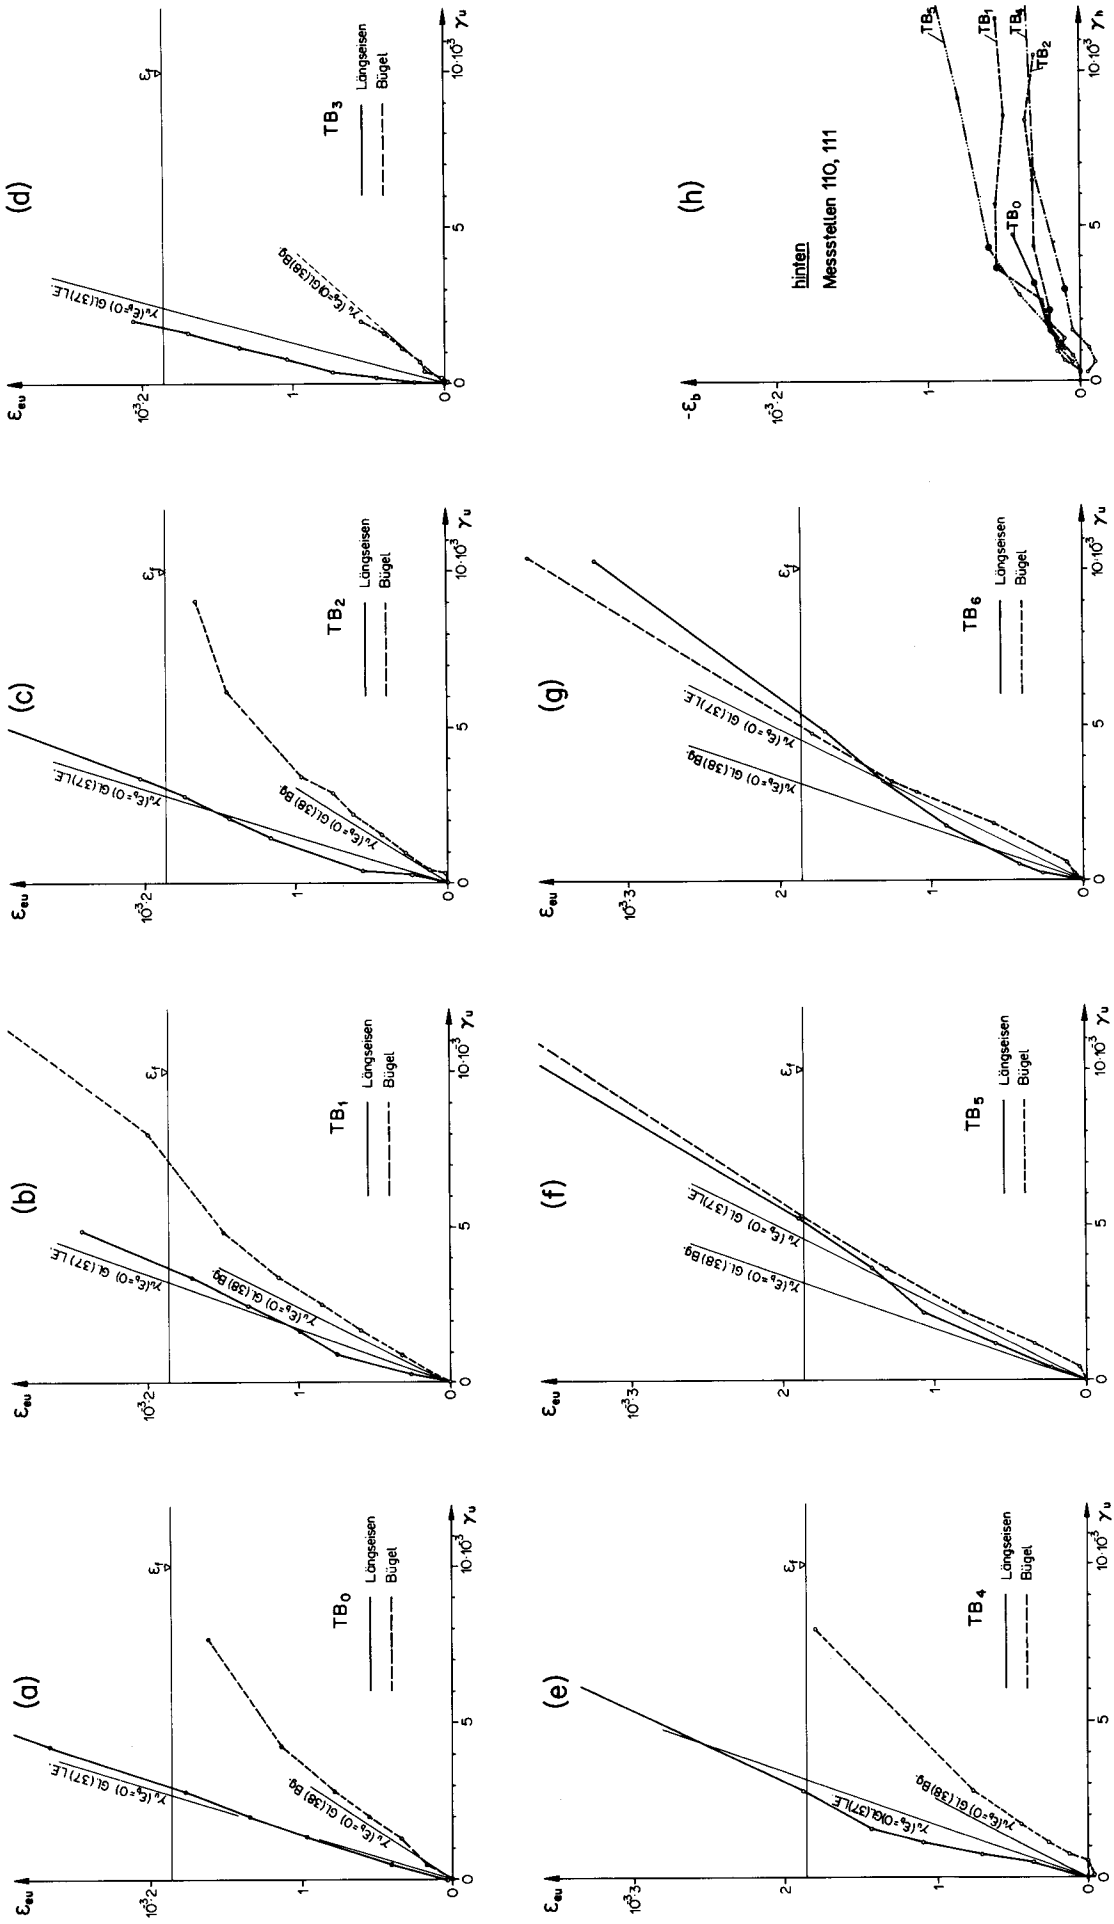 (a)
εeu
10⁻³·2
1
0
0
5
10·10⁻³
γu
εf
TB0
Längseisen
Bügel
γu(εb=0) GL.(37)L.E.
γu(εb=0) GL.(38)Bg.
(b)
εeu
10⁻³·2
1
0
0
5
10·10⁻³
γu
εf
TB1
Längseisen
Bügel
γu(εb=0) GL.(37)L.E.
γu(εb=0) GL.(38)Bg.
(c)
εeu
10⁻³·2
1
0
0
5
10·10⁻³
γu
εf
TB2
Längseisen
Bügel
γu(εb=0) GL.(37)L.E.
γu(εb=0) GL.(38)Bg.
(d)
εeu
10⁻³·2
1
0
0
5
10·10⁻³
γu
εf
TB3
Längseisen
Bügel
γu(εb=0) GL.(37)L.E.
γu(εb=0)GL.(38)Bg.
(e)
εeu
10⁻³·3
2
1
0
0
5
10·10⁻³
γu
εf
TB4
Längseisen
Bügel
γu(εb=0)GL.(37)L.E.
γu(εb=0) GL.(38)Bg.
(f)
εeu
10⁻³·3
2
1
0
0
5
10·10⁻³
γu
εf
TB5
Längseisen
Bügel
γu(εb=0) GL.(37)L.E.
γu(εb=0) GL.(38)Bg.
(g)
εeu
10⁻³·3
2
1
0
0
5
10·10⁻³
γu
εf
TB6
Längseisen
Bügel
γu(εb=0) GL.(37)L.E.
γu(εb=0) GL.(38)Bg.
(h)
-εb
10⁻³·2
1
0
0
5
10·10⁻³
γh
hinten
Messstellen 110, 111
TB0
TB5
TB1
TB2